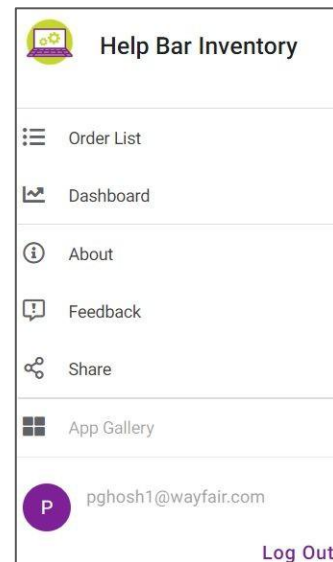 Help Bar Inventory
Order List
Dashboard
About
Feedback
Share
App Gallery
P
pghosh1@wayfair.com
Log Out